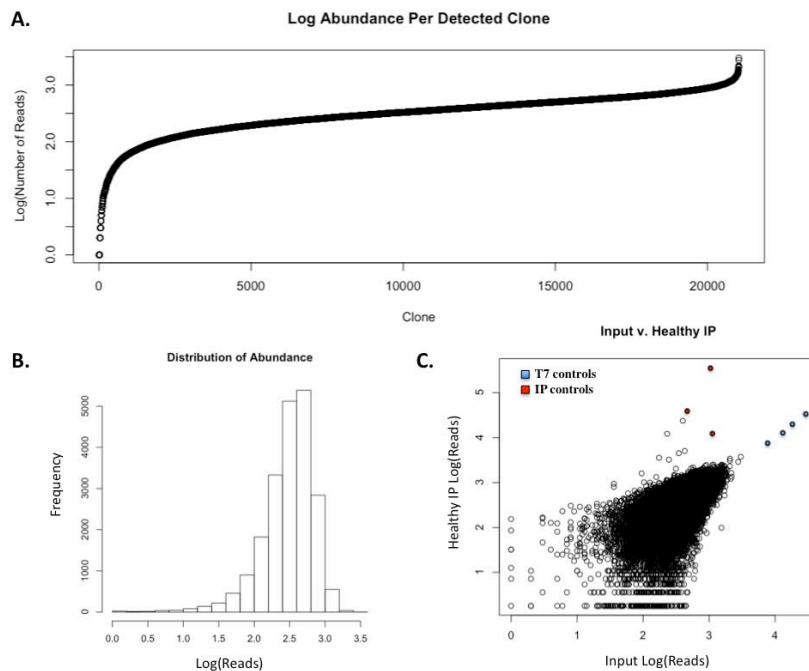 A.
Log Abundance Per Detected Clone
Log(Number of Reads)
0.0 1.0 2.0 3.0
0 5000 10000 15000 20000
Clone
B.
Distribution of Abundance
Frequency
0 1000 2000 3000 4000 5000
0.0 0.5 1.0 1.5 2.0 2.5 3.0 3.5
Log(Reads)
C.
Input v. Healthy IP
T7 controls
IP controls
Healthy IP Log(Reads)
1 2 3 4 5
0 1 2 3 4
Input Log(Reads)